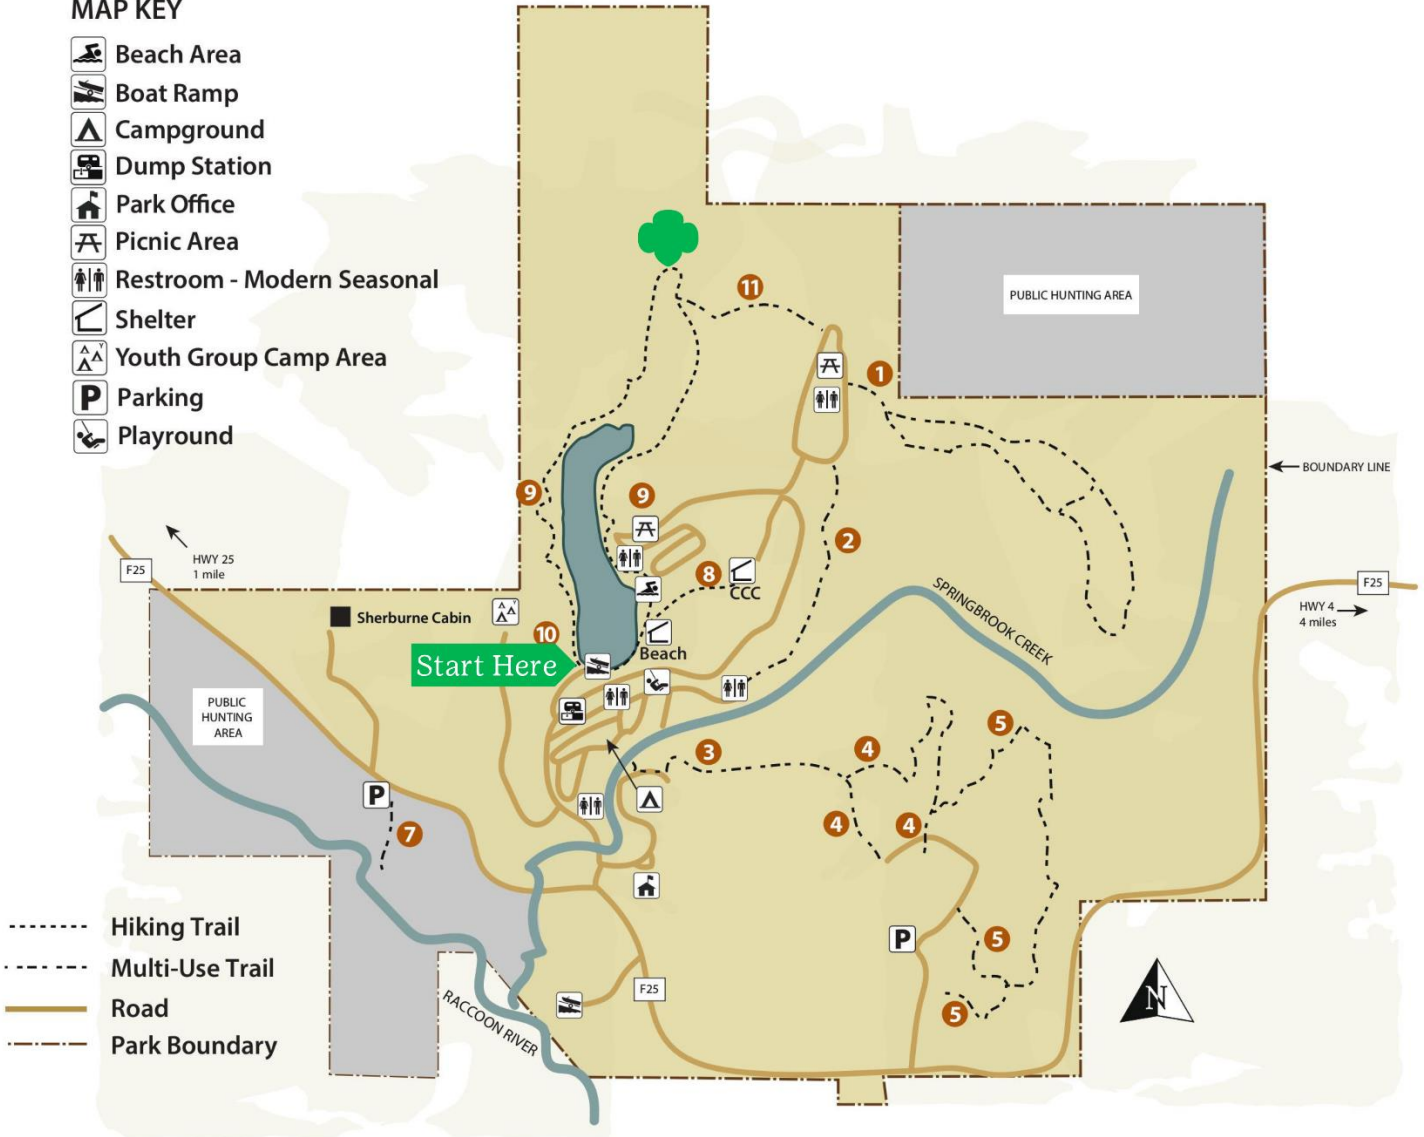 MAP KEY
Beach Area
Boat Ramp
Campground
Dump Station
Park Office
Picnic Area
Restroom - Modern Seasonal
Shelter
Youth Group Camp Area
P Parking
Playround
11
PUBLIC HUNTING AREA
1
BOUNDARY LINE
9
9
2
HWY 25
1 mile
F25
8
CCC
SPRINGBROOK CREEK
F25
HWY 4
4 miles
Sherburne Cabin
10
Start Here
Beach
PUBLIC
HUNTING
AREA
3
4
5
P
7
4
4
Hiking Trail
Multi-Use Trail
Road
Park Boundary
P
5
F25
5
RACCOON RIVER
N